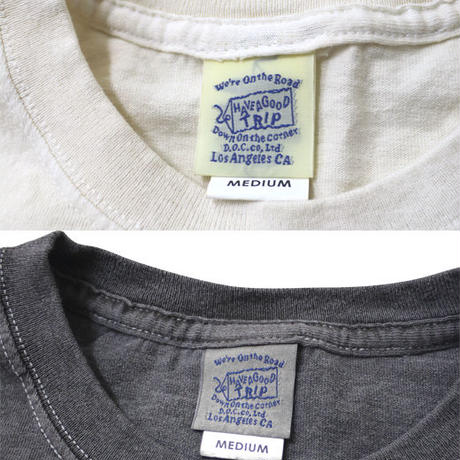 We're On the Road
HAVE A GOOD
TRIP
Down On the Corner
D.O.C.co, Ltd
Los Angeles CA
MEDIUM
We're On the Road
HAVE A GOOD
TRIP
Down On the Corner
D.O.C.co, Ltd
Los Angeles CA
MEDIUM